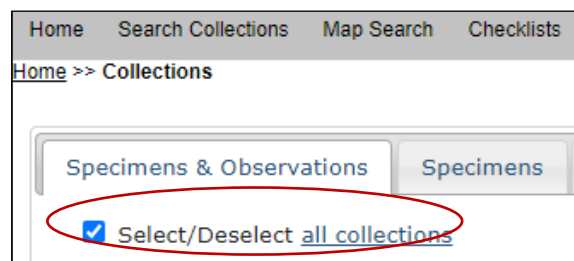 Home Search Collections Map Search Checklists
Home >> Collections
Specimens & Observations Specimens
Select/Deselect all collections